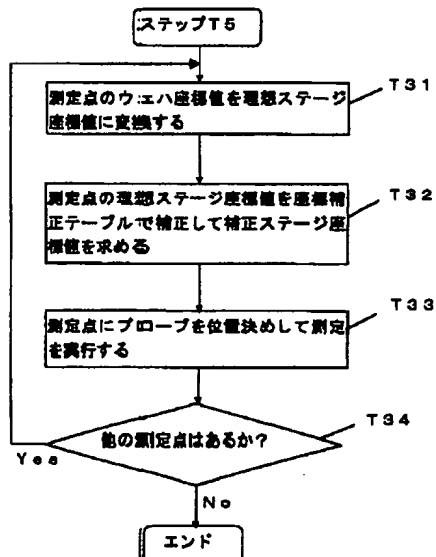 ステップT5
T31
測定点のウェハ座標値を理想ステージ
座標値に変換する
T32
測定点の理想ステージ座標値を座標補
正テーブルで補正して補正ステージ座
標値を求める
T33
測定点にプローブを位置決めして測定
を実行する
T34
他の測定点はあるか?
Yes
No
エンド